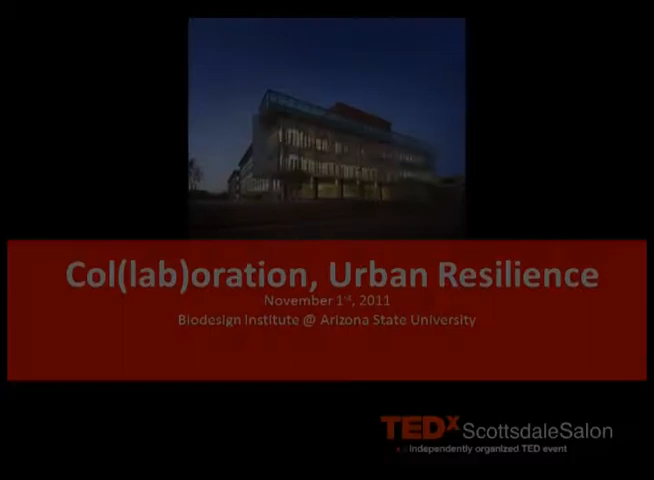 Col(lab)oration, Urban Resilience
November 1st, 2011
Biodesign Institute @ Arizona State University
TEDx ScottsdaleSalon
x = independently organized TED event